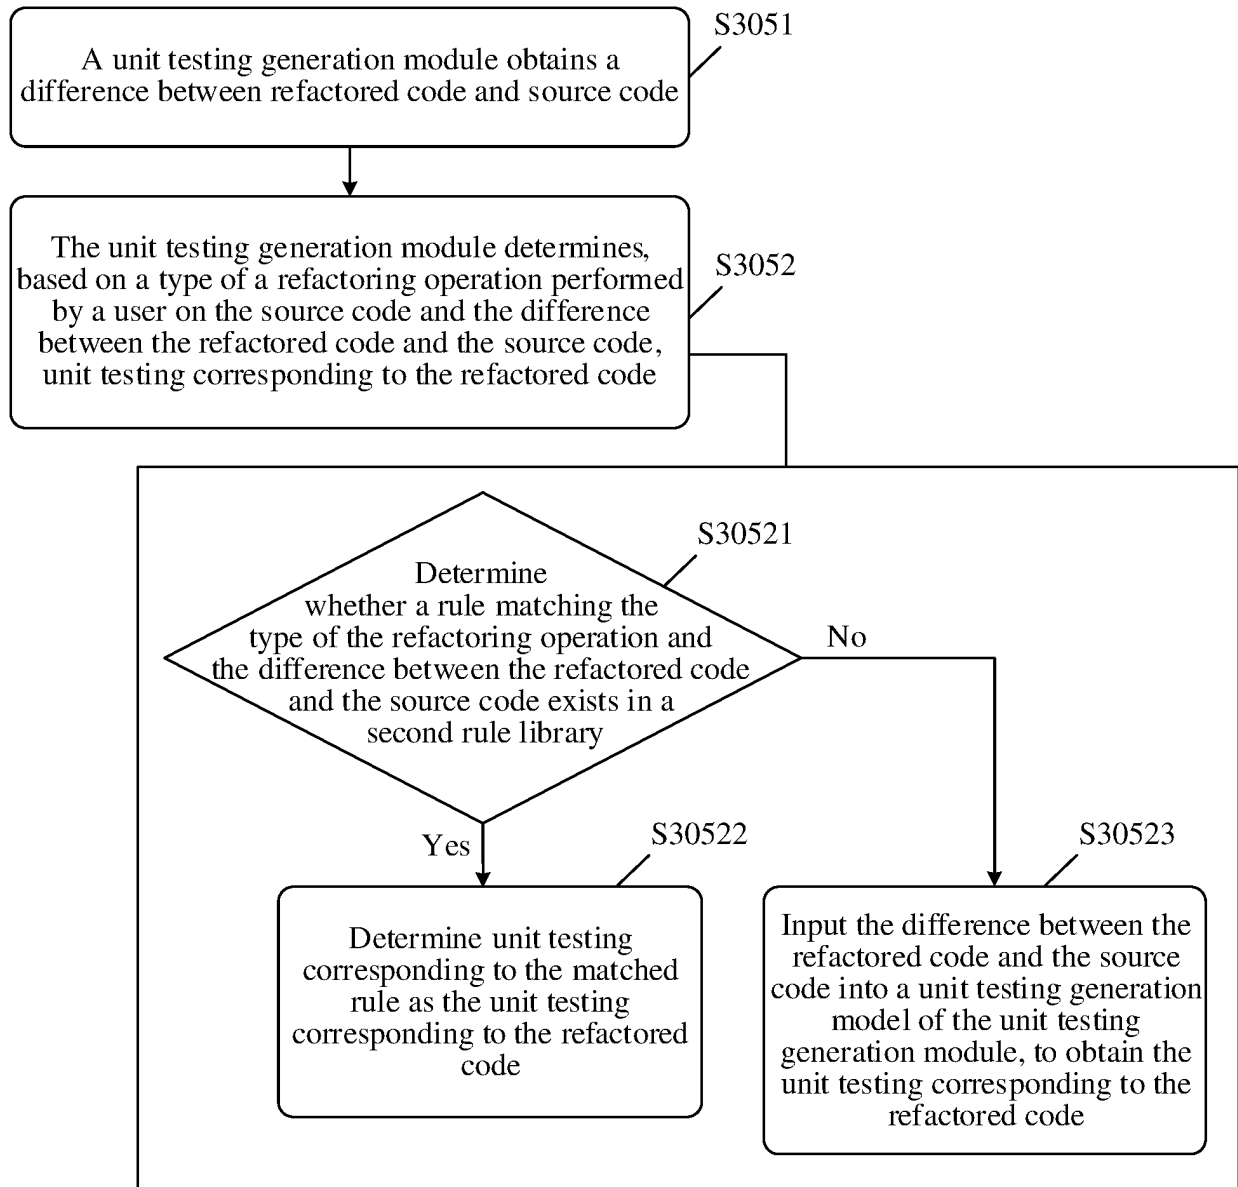 S3051
A unit testing generation module obtains a
difference between refactored code and source code
The unit testing generation module determines,
based on a type of a refactoring operation performed
by a user on the source code and the difference
between the refactored code and the source code,
unit testing corresponding to the refactored code
S3052
S30521
Determine
whether a rule matching the
type of the refactoring operation and
the difference between the refactored code
and the source code exists in a
second rule library
No
Yes
S30522
S30523
Determine unit testing
corresponding to the matched
rule as the unit testing
corresponding to the refactored
code
Input the difference between the
refactored code and the source
code into a unit testing generation
model of the unit testing
generation module, to obtain the
unit testing corresponding to the
refactored code